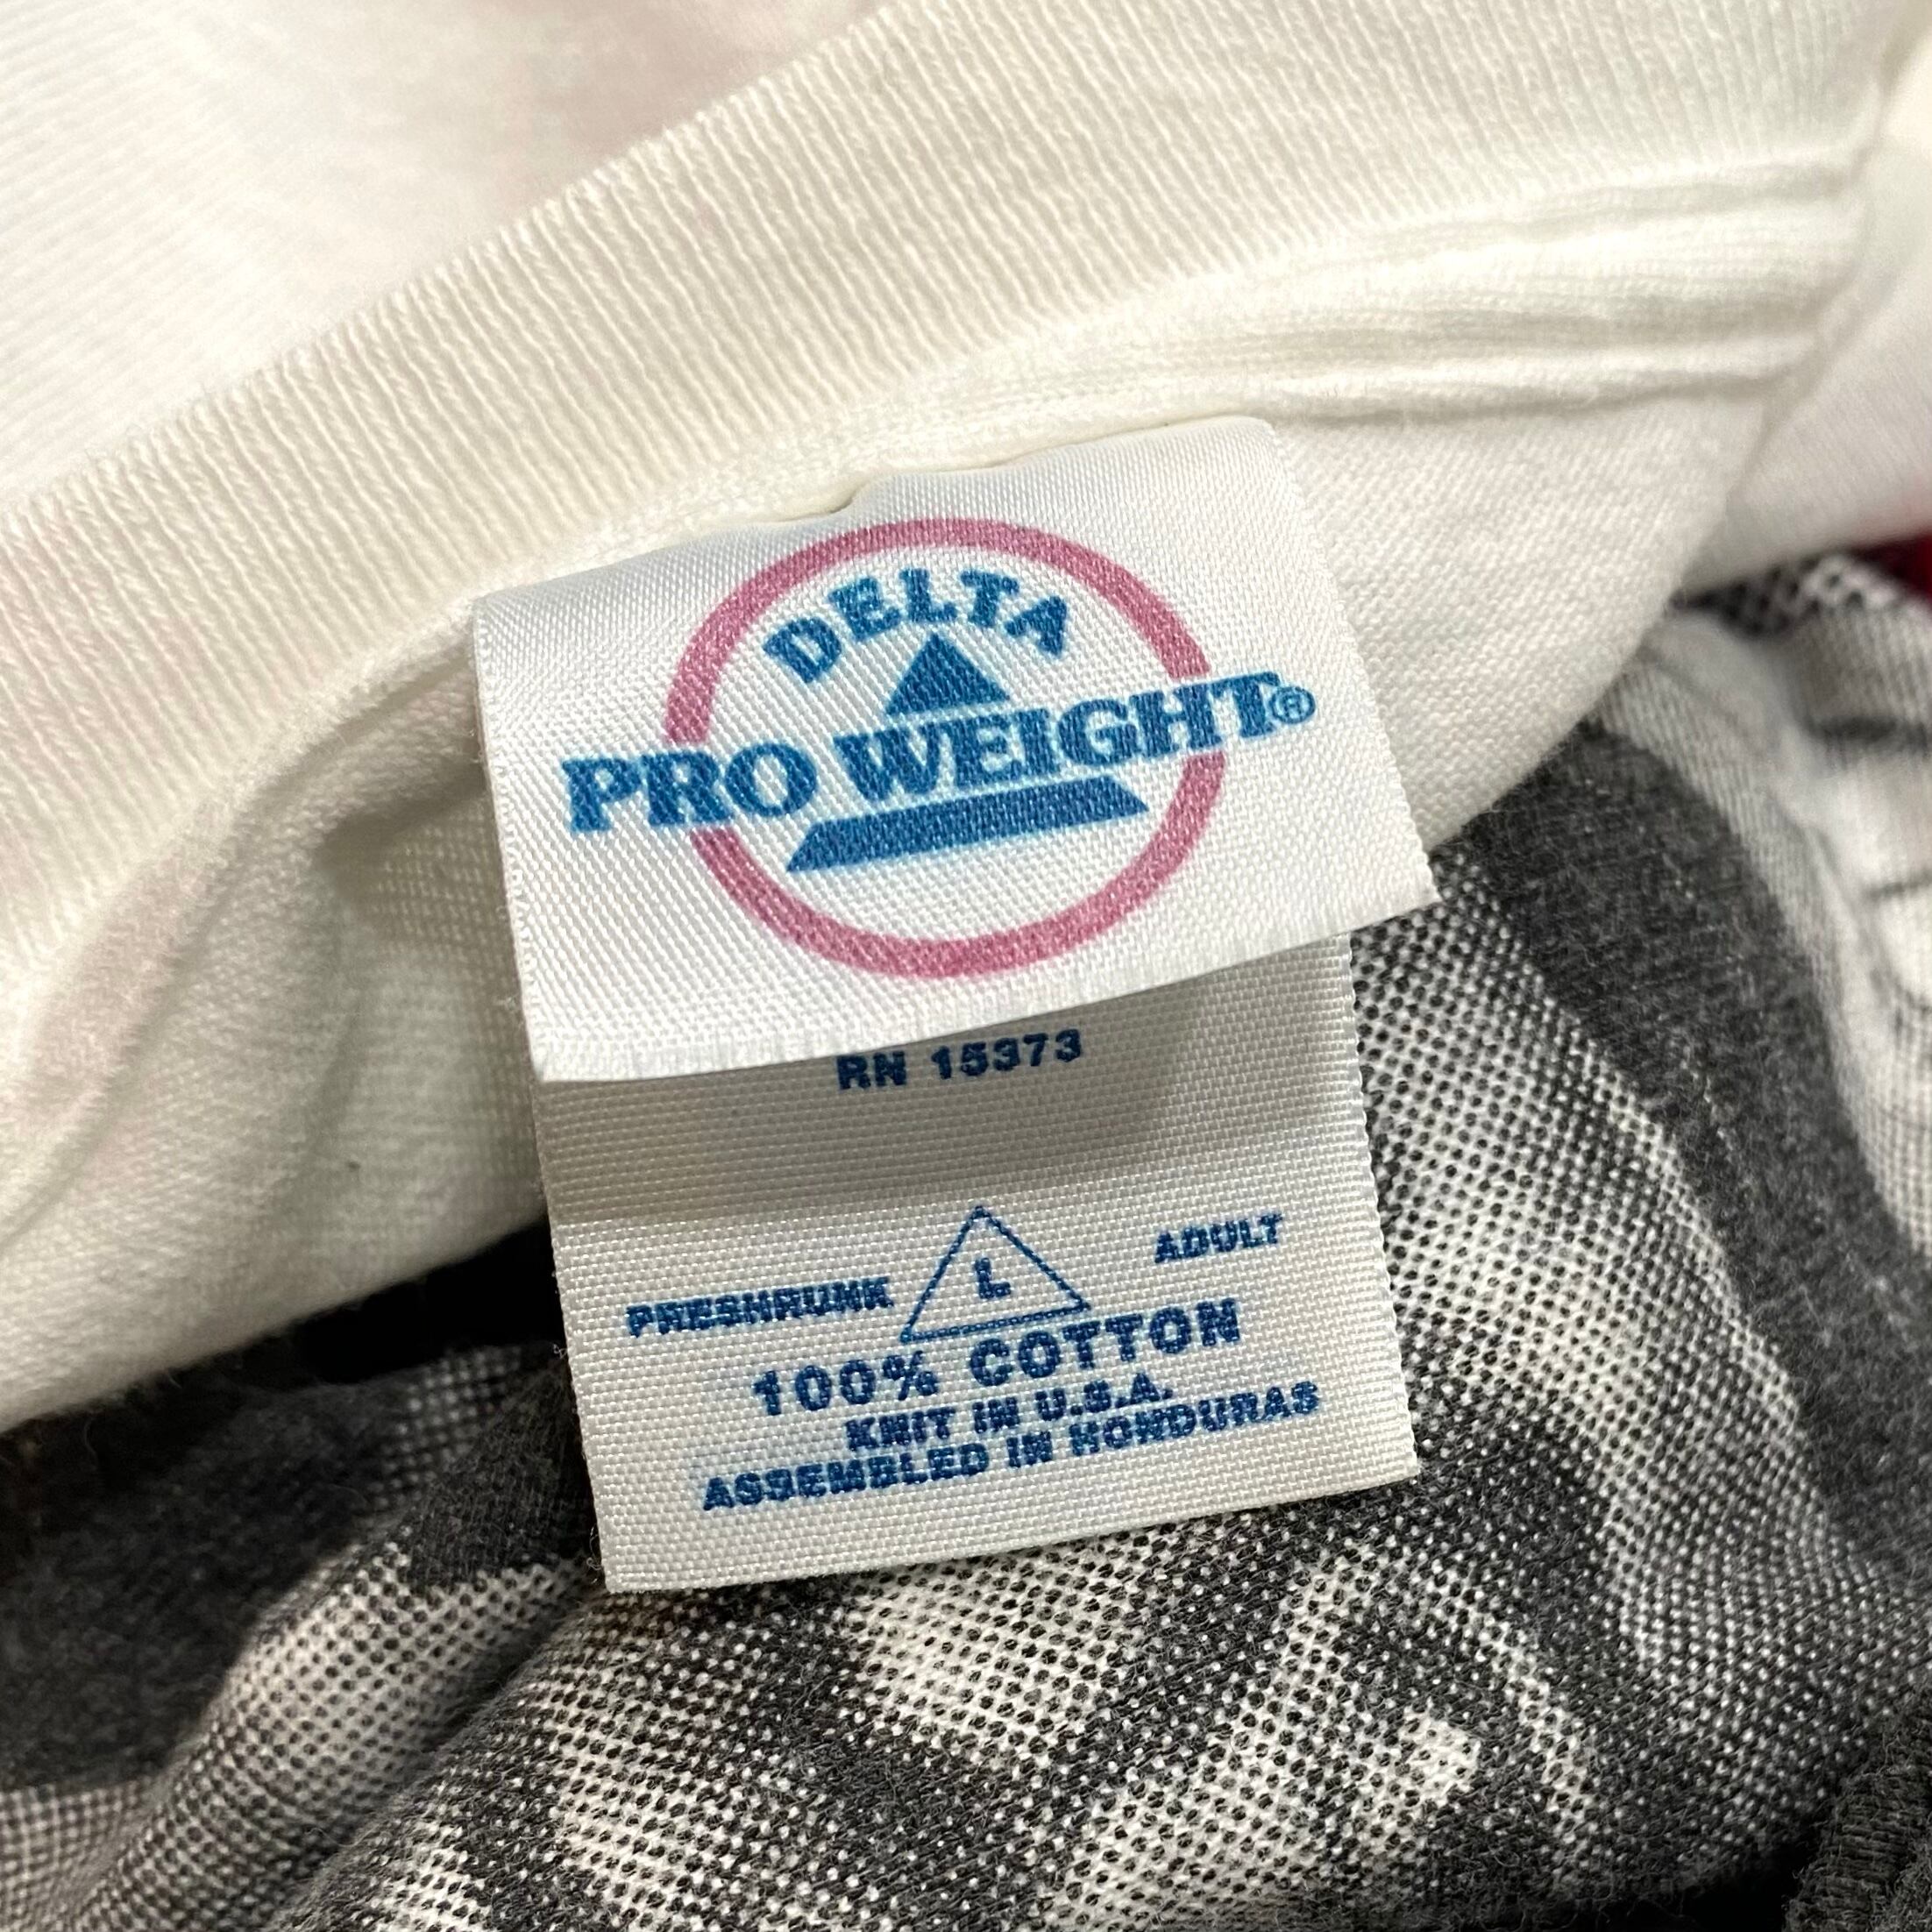 DELTA
PRO WEIGHT®
RN 15373
L
PRESHRUNK ADULT
100% COTTON
KNIT IN U.S.A.
ASSEMBLED IN HONDURAS